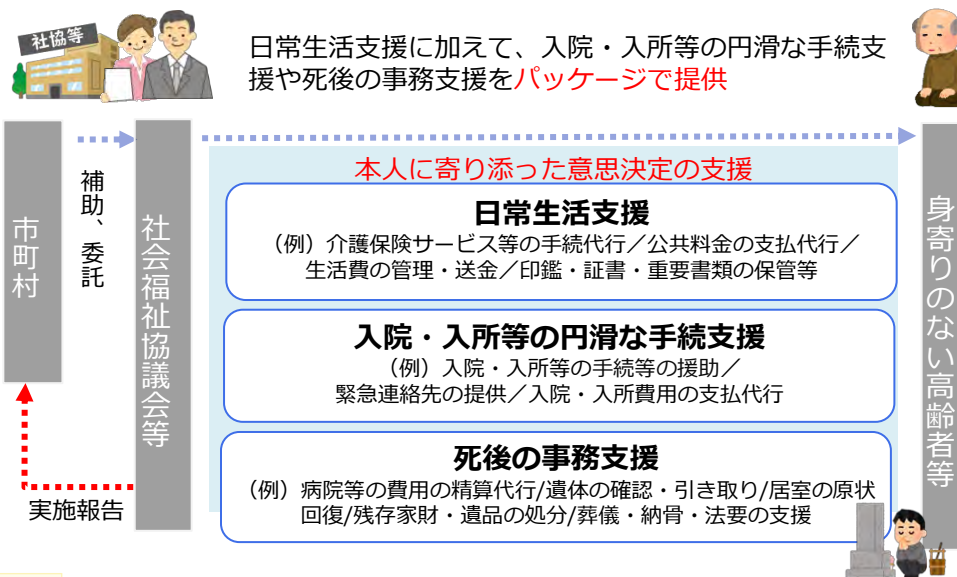 社協等
日常生活支援に加えて、入院・入所等の円滑な手続支
援や死後の事務支援をパッケージで提供
市町村
補助、委託
社会福祉協議会等
本人に寄り添った意思決定の支援
日常生活支援
（例）介護保険サービス等の手続代行／公共料金の支払代行／
生活費の管理・送金／印鑑・証書・重要書類の保管等
入院・入所等の円滑な手続支援
（例）入院・入所等の手続等の援助／
緊急連絡先の提供／入院・入所費用の支払代行
死後の事務支援
（例）病院等の費用の精算代行/遺体の確認・引き取り/居室の原状
回復/残存家財・遺品の処分/葬儀・納骨・法要の支援
身寄りのない高齢者等
実施報告